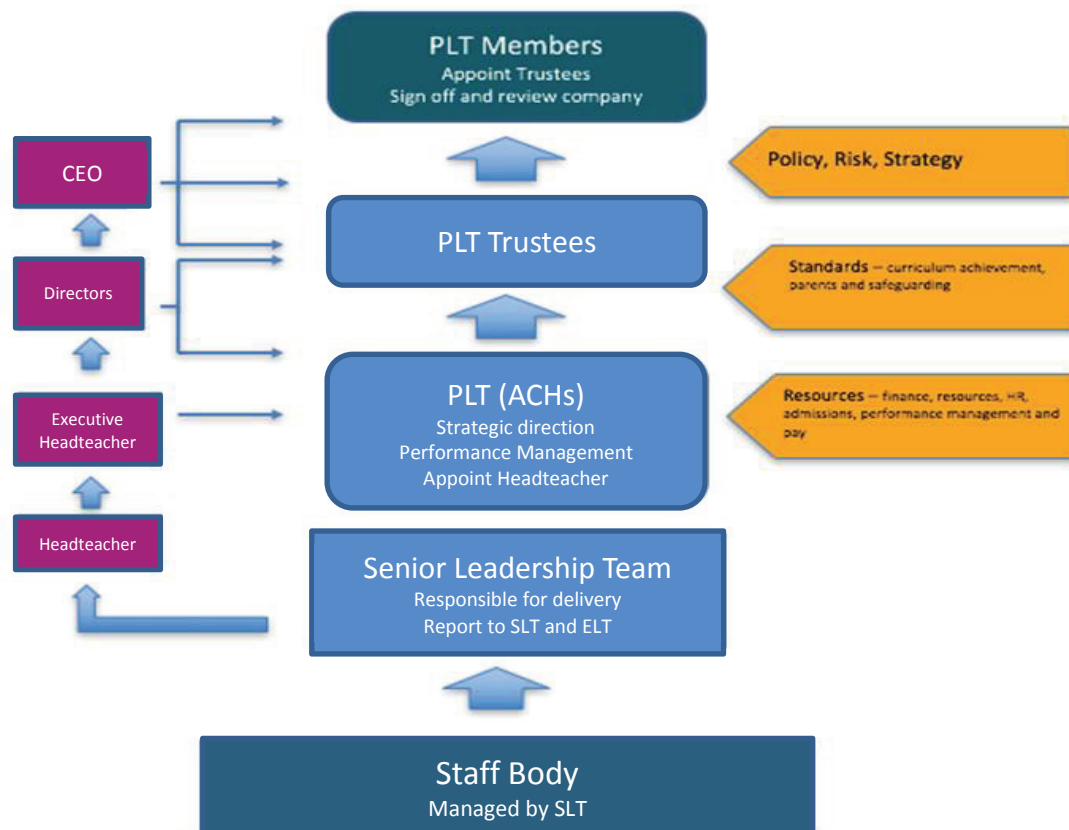 PLT Members
Appoint Trustees
Sign off and review company
CEO
Policy, Risk, Strategy
PLT Trustees
Directors
Standards – curriculum achievement,
parents and safeguarding
PLT (ACHs)
Strategic direction
Performance Management
Appoint Headteacher
Executive
Headteacher
Resources – finance, resources, HR,
admissions, performance management and
pay
Headteacher
Senior Leadership Team
Responsible for delivery
Report to SLT and ELT
Staff Body
Managed by SLT